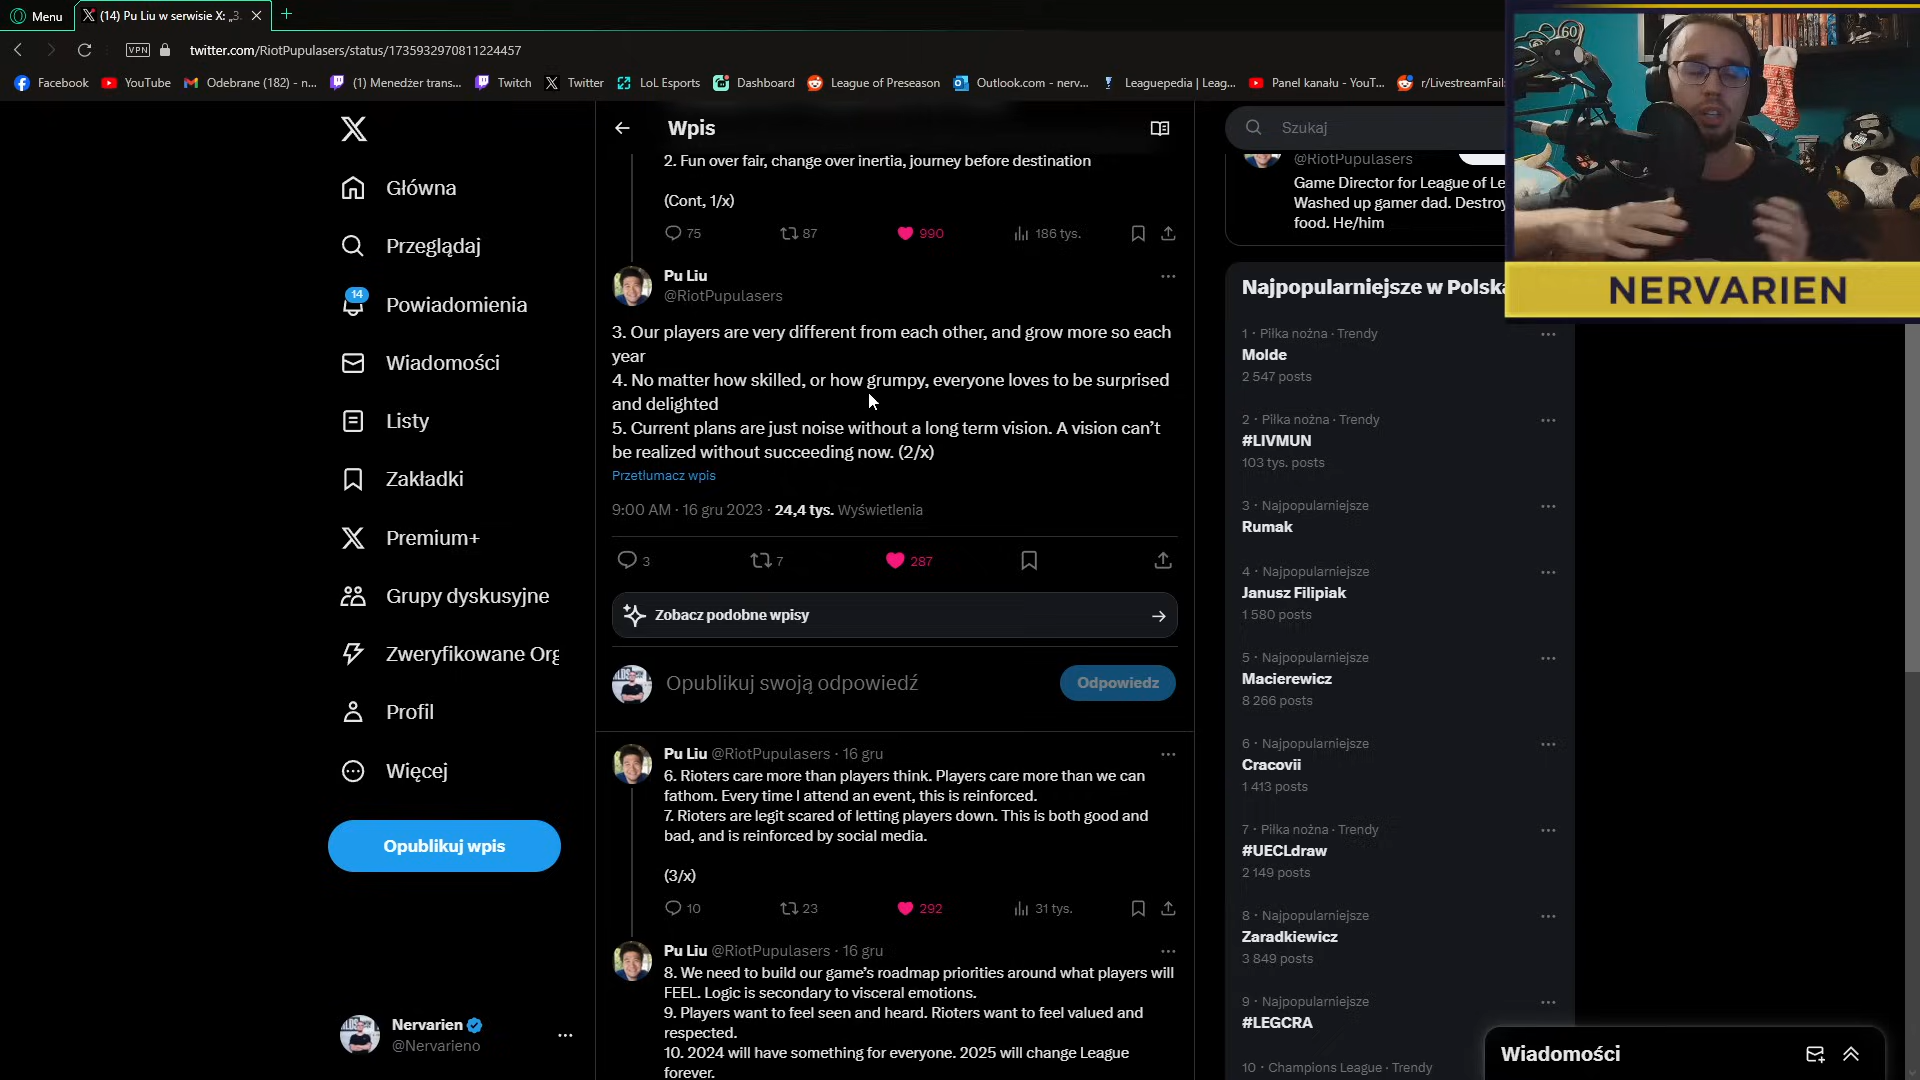 Menu
(14) Pu Liu w serwisie X: „3.
VPN
twitter.com/RiotPupulasers/status/1735932970811224457
Facebook
YouTube
Odebrane (182) - n...
(1) Menedżer trans...
Twitch
Twitter
LoL Esports
Dashboard
League of Preseason
Outlook.com - nerv...
Leaguepedia | Leag...
Panel kanału - YouT...
r/LivestreamFail
Główna
Przeglądaj
14
Powiadomienia
Wiadomości
Listy
Zakładki
Premium+
Grupy dyskusyjne
Zweryfikowane Org
Profil
Więcej
Opublikuj wpis
Nervarien
@Nervarieno
Wpis
2. Fun over fair, change over inertia, journey before destination
(Cont, 1/x)
75
87
990
186 tys.
Pu Liu
@RiotPupulasers
3. Our players are very different from each other, and grow more so each
year
4. No matter how skilled, or how grumpy, everyone loves to be surprised
and delighted
5. Current plans are just noise without a long term vision. A vision can’t
be realized without succeeding now. (2/x)
Przetłumacz wpis
9:00 AM · 16 gru 2023 · 24,4 tys. Wyświetlenia
3
7
287
Zobacz podobne wpisy
Opublikuj swoją odpowiedź
Odpowiedz
Pu Liu @RiotPupulasers · 16 gru
6. Rioters care more than players think. Players care more than we can
fathom. Every time I attend an event, this is reinforced.
7. Rioters are legit scared of letting players down. This is both good and
bad, and is reinforced by social media.
(3/x)
10
23
292
31 tys.
Pu Liu @RiotPupulasers · 16 gru
8. We need to build our game’s roadmap priorities around what players will
FEEL. Logic is secondary to visceral emotions.
9. Players want to feel seen and heard. Rioters want to feel valued and
respected.
10. 2024 will have something for everyone. 2025 will change League
forever.
Szukaj
@RiotPupulasers
Game Director for League of Le
Washed up gamer dad. Destroy
food. He/him
Najpopularniejsze w Polska
1 · Piłka nożna · Trendy
Molde
2 547 posts
2 · Piłka nożna · Trendy
#LIVMUN
103 tys. posts
3 · Najpopularniejsze
Rumak
4 · Najpopularniejsze
Janusz Filipiak
1 580 posts
5 · Najpopularniejsze
Macierewicz
8 266 posts
6 · Najpopularniejsze
Cracovii
1 413 posts
7 · Piłka nożna · Trendy
#UECLdraw
2 149 posts
8 · Najpopularniejsze
Zaradkiewicz
3 849 posts
9 · Najpopularniejsze
#LEGCRA
10 · Champions League · Trendy
Wiadomości
NERVARIEN